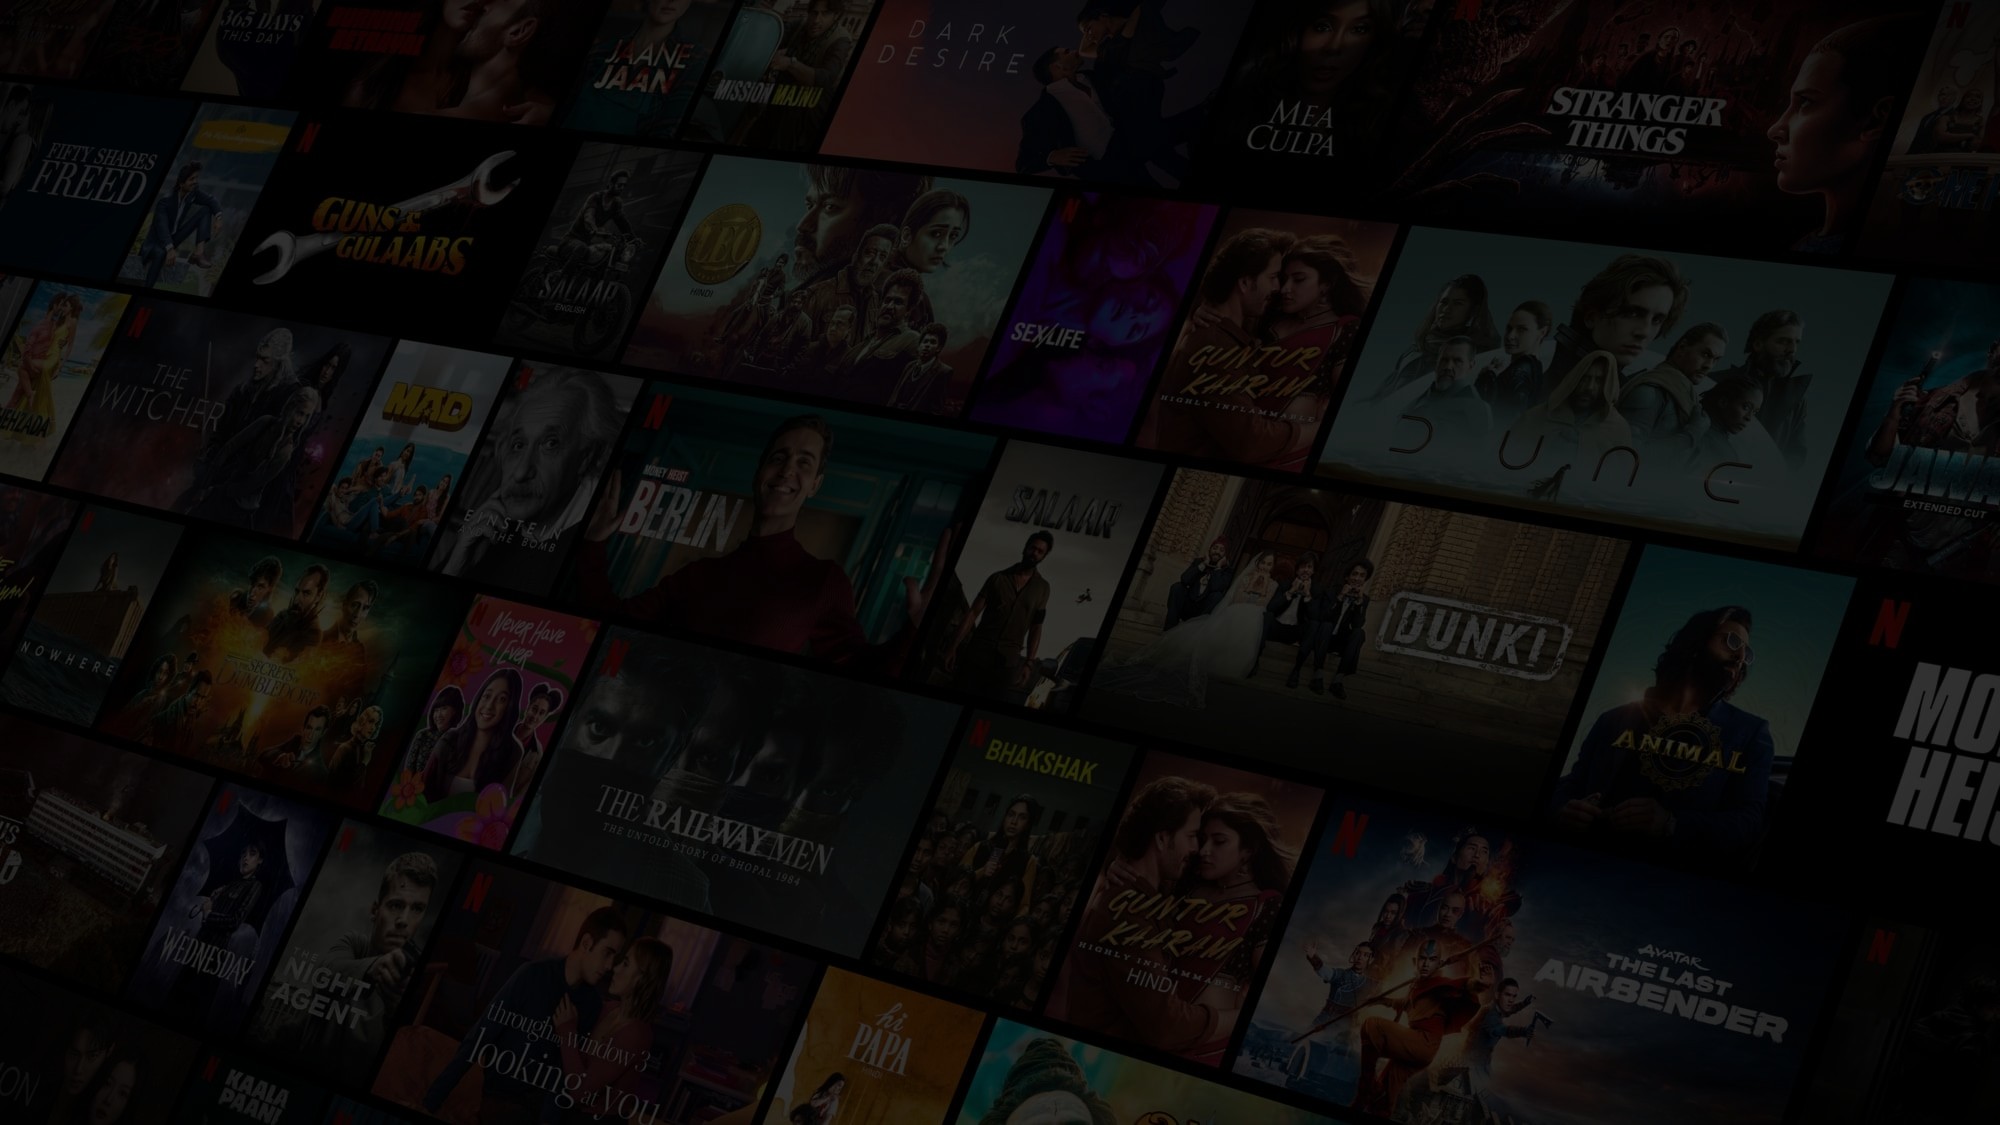 365 DAYS
THIS DAY
JAANE
JAAN
MISSION MAJNU
DARK
DESIRE
MEA
CULPA
STRANGER
THINGS
FIFTY SHADES
FREED
GUNS &
GULAABS
SALAAR
ENGLISH
LEO
HINDI
SEX/LIFE
GUNTUR
KAARAM
HIGHLY INFLAMMABLE
DUNE
EXTENDED CUT
THE
WITCHER
MAD
EINSTEIN
AND THE BOMB
MONEY HEIST
BERLIN
SALAAR
DUNKI
ANIMAL
MO
HEIS
NOWHERE
SECRETS
DUMBLEDORE
Never Have
I Ever
THE RAILWAY MEN
THE UNTOLD STORY OF BHOPAL 1984
BHAKSHAK
GUNTUR
KAARAM
HIGHLY INFLAMMABLE
HINDI
AVATAR
THE LAST
AIRBENDER
WEDNESDAY
THE
NIGHT
AGENT
through my window 3
looking at you
hi
PAPA
KAALA
PAANI